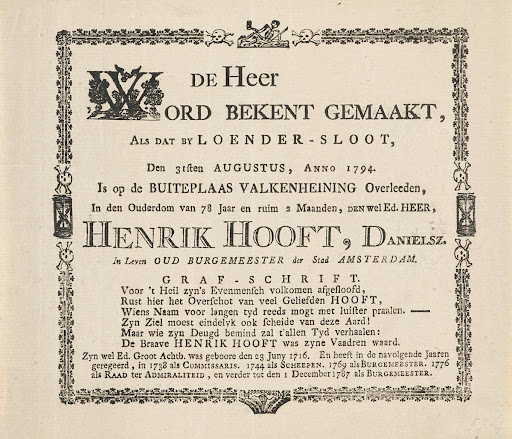 DE Heer
WORD BEKENT GEMAAKT,
ALS DAT BY LOENDER-SLOOT,
Den 31sten AUGUSTUS, ANNO 1794.
Is op de BUITEPLAAS VALKENHEINING Overleeden,
In den Ouderdom van 78 Jaar en ruim 2 Maanden, DEN wel Ed. HEER,
HENRIK HOOFT, DANIELSZ.
In Leven OUD BURGEMEESTER der Stad AMSTERDAM.
GRAF-SCHRIFT.
Voor 't Heil zyn's Evenmensch volkomen afgesloofd,
Rust hier het Overschot van veel Geliefden HOOFT,
Wiens Naam voor langen tyd reeds mogt met luister praalen. —
Zyn Ziel moest eindelyk ook scheide van deze Aard!
Maar wie zyn Deugd bemind zal t'allen Tyd verhaalen:
De Braave HENRIK HOOFT was zyne Vaadren waard.
Zyn wel Ed. Groot Achtb. was geboore den 23 Juny 1716, En heeft in de navolgende Jaaren
geregeerd, in 1738 als COMMISSARIS. 1744 als SCHEEPEN. 1769 als BURGEMEESTER. 1776
als RAAD ter ADMIRALITEID, en verder tot den 1 December 1787 als BURGEMEESTER.